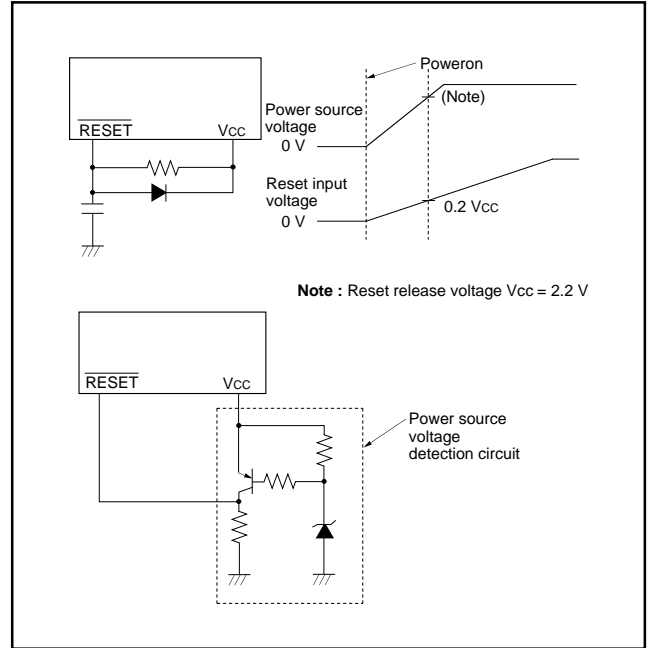 RESET
Vcc
Poweron
(Note)
Power source
voltage
0 V
Reset input
voltage
0 V
0.2 Vcc
Note : Reset release voltage Vcc = 2.2 V
RESET
Vcc
Power source
voltage
detection circuit